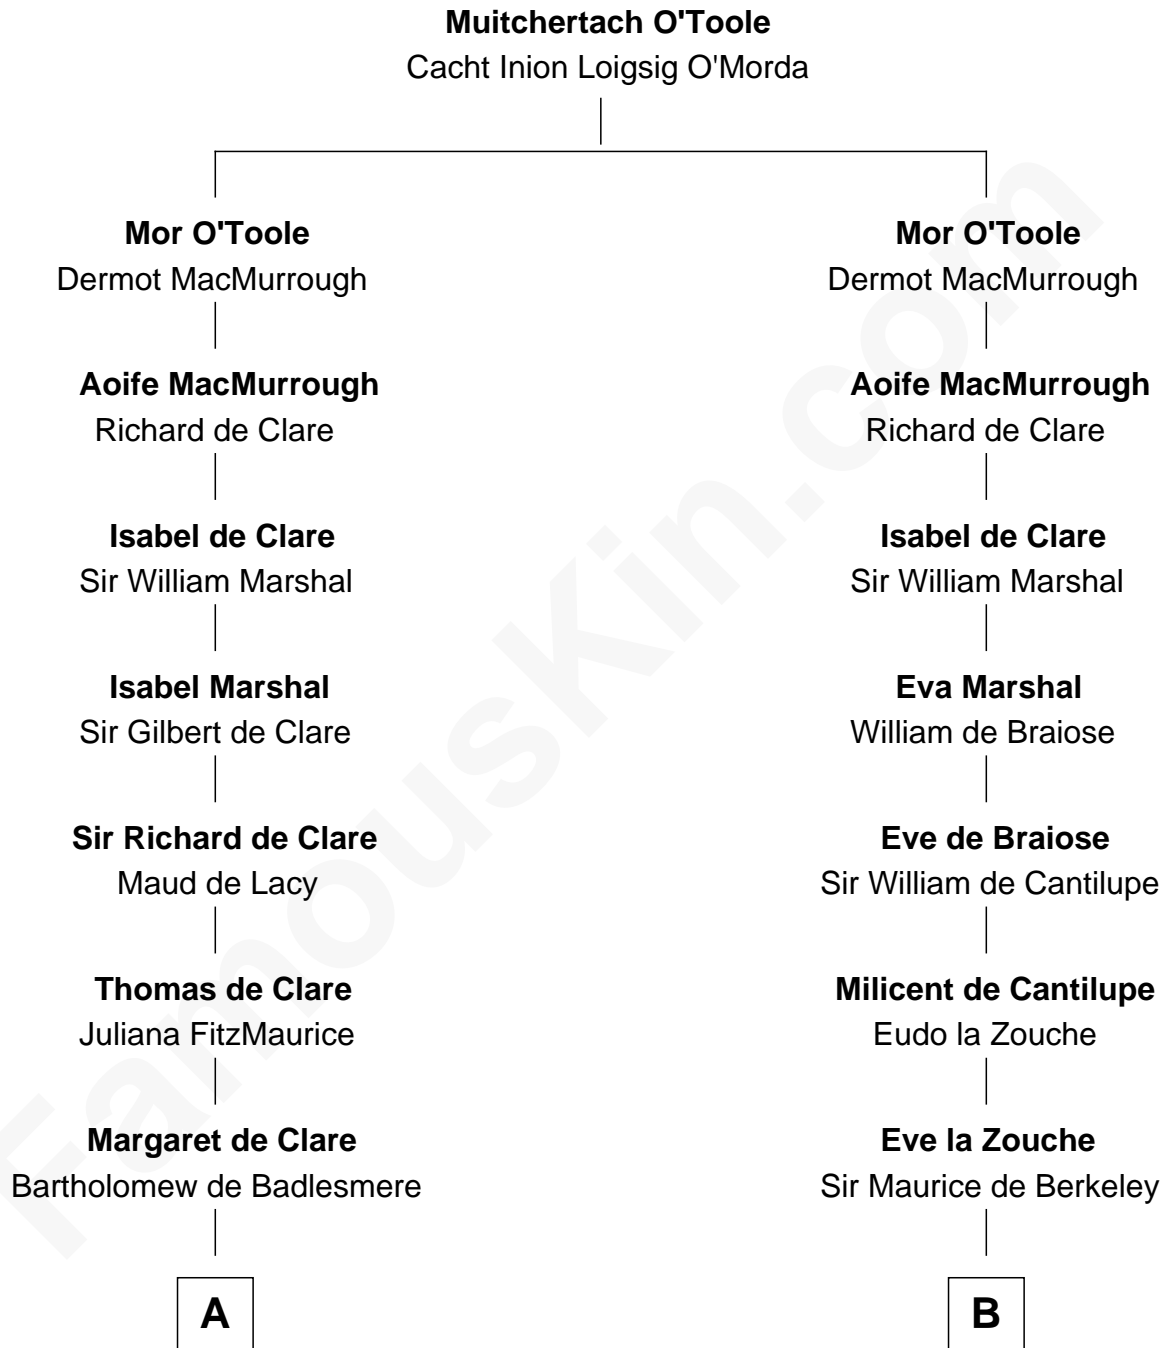 Muitchertach O'Toole
Cacht Inion Loigsig O'Morda
Mor O'Toole
Dermot MacMurrough
Aoife MacMurrough
Richard de Clare
Isabel de Clare
Sir William Marshal
Isabel Marshal
Sir Gilbert de Clare
Sir Richard de Clare
Maud de Lacy
Thomas de Clare
Juliana FitzMaurice
Margaret de Clare
Bartholomew de Badlesmere
A
Mor O'Toole
Dermot MacMurrough
Aoife MacMurrough
Richard de Clare
Isabel de Clare
Sir William Marshal
Eva Marshal
William de Braiose
Eve de Braiose
Sir William de Cantilupe
Milicent de Cantilupe
Eudo la Zouche
Eve la Zouche
Sir Maurice de Berkeley
B
FamousKin.com